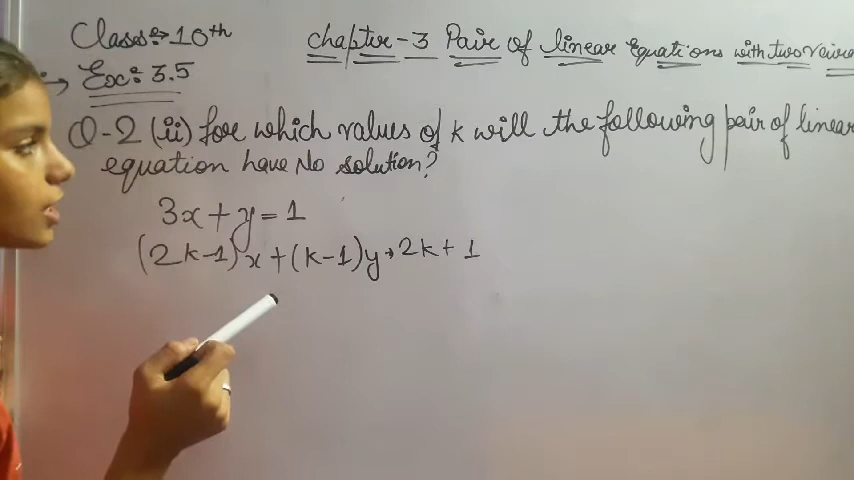 Class:- 10th
chapter-3 Pair of linear Equations with two
→ Ex: 3.5
Q-2 (ii) for which values of k will the following pair of linear
equation have No solution?
3x + y = 1
(2k-1)x + (k-1)y = 2k + 1